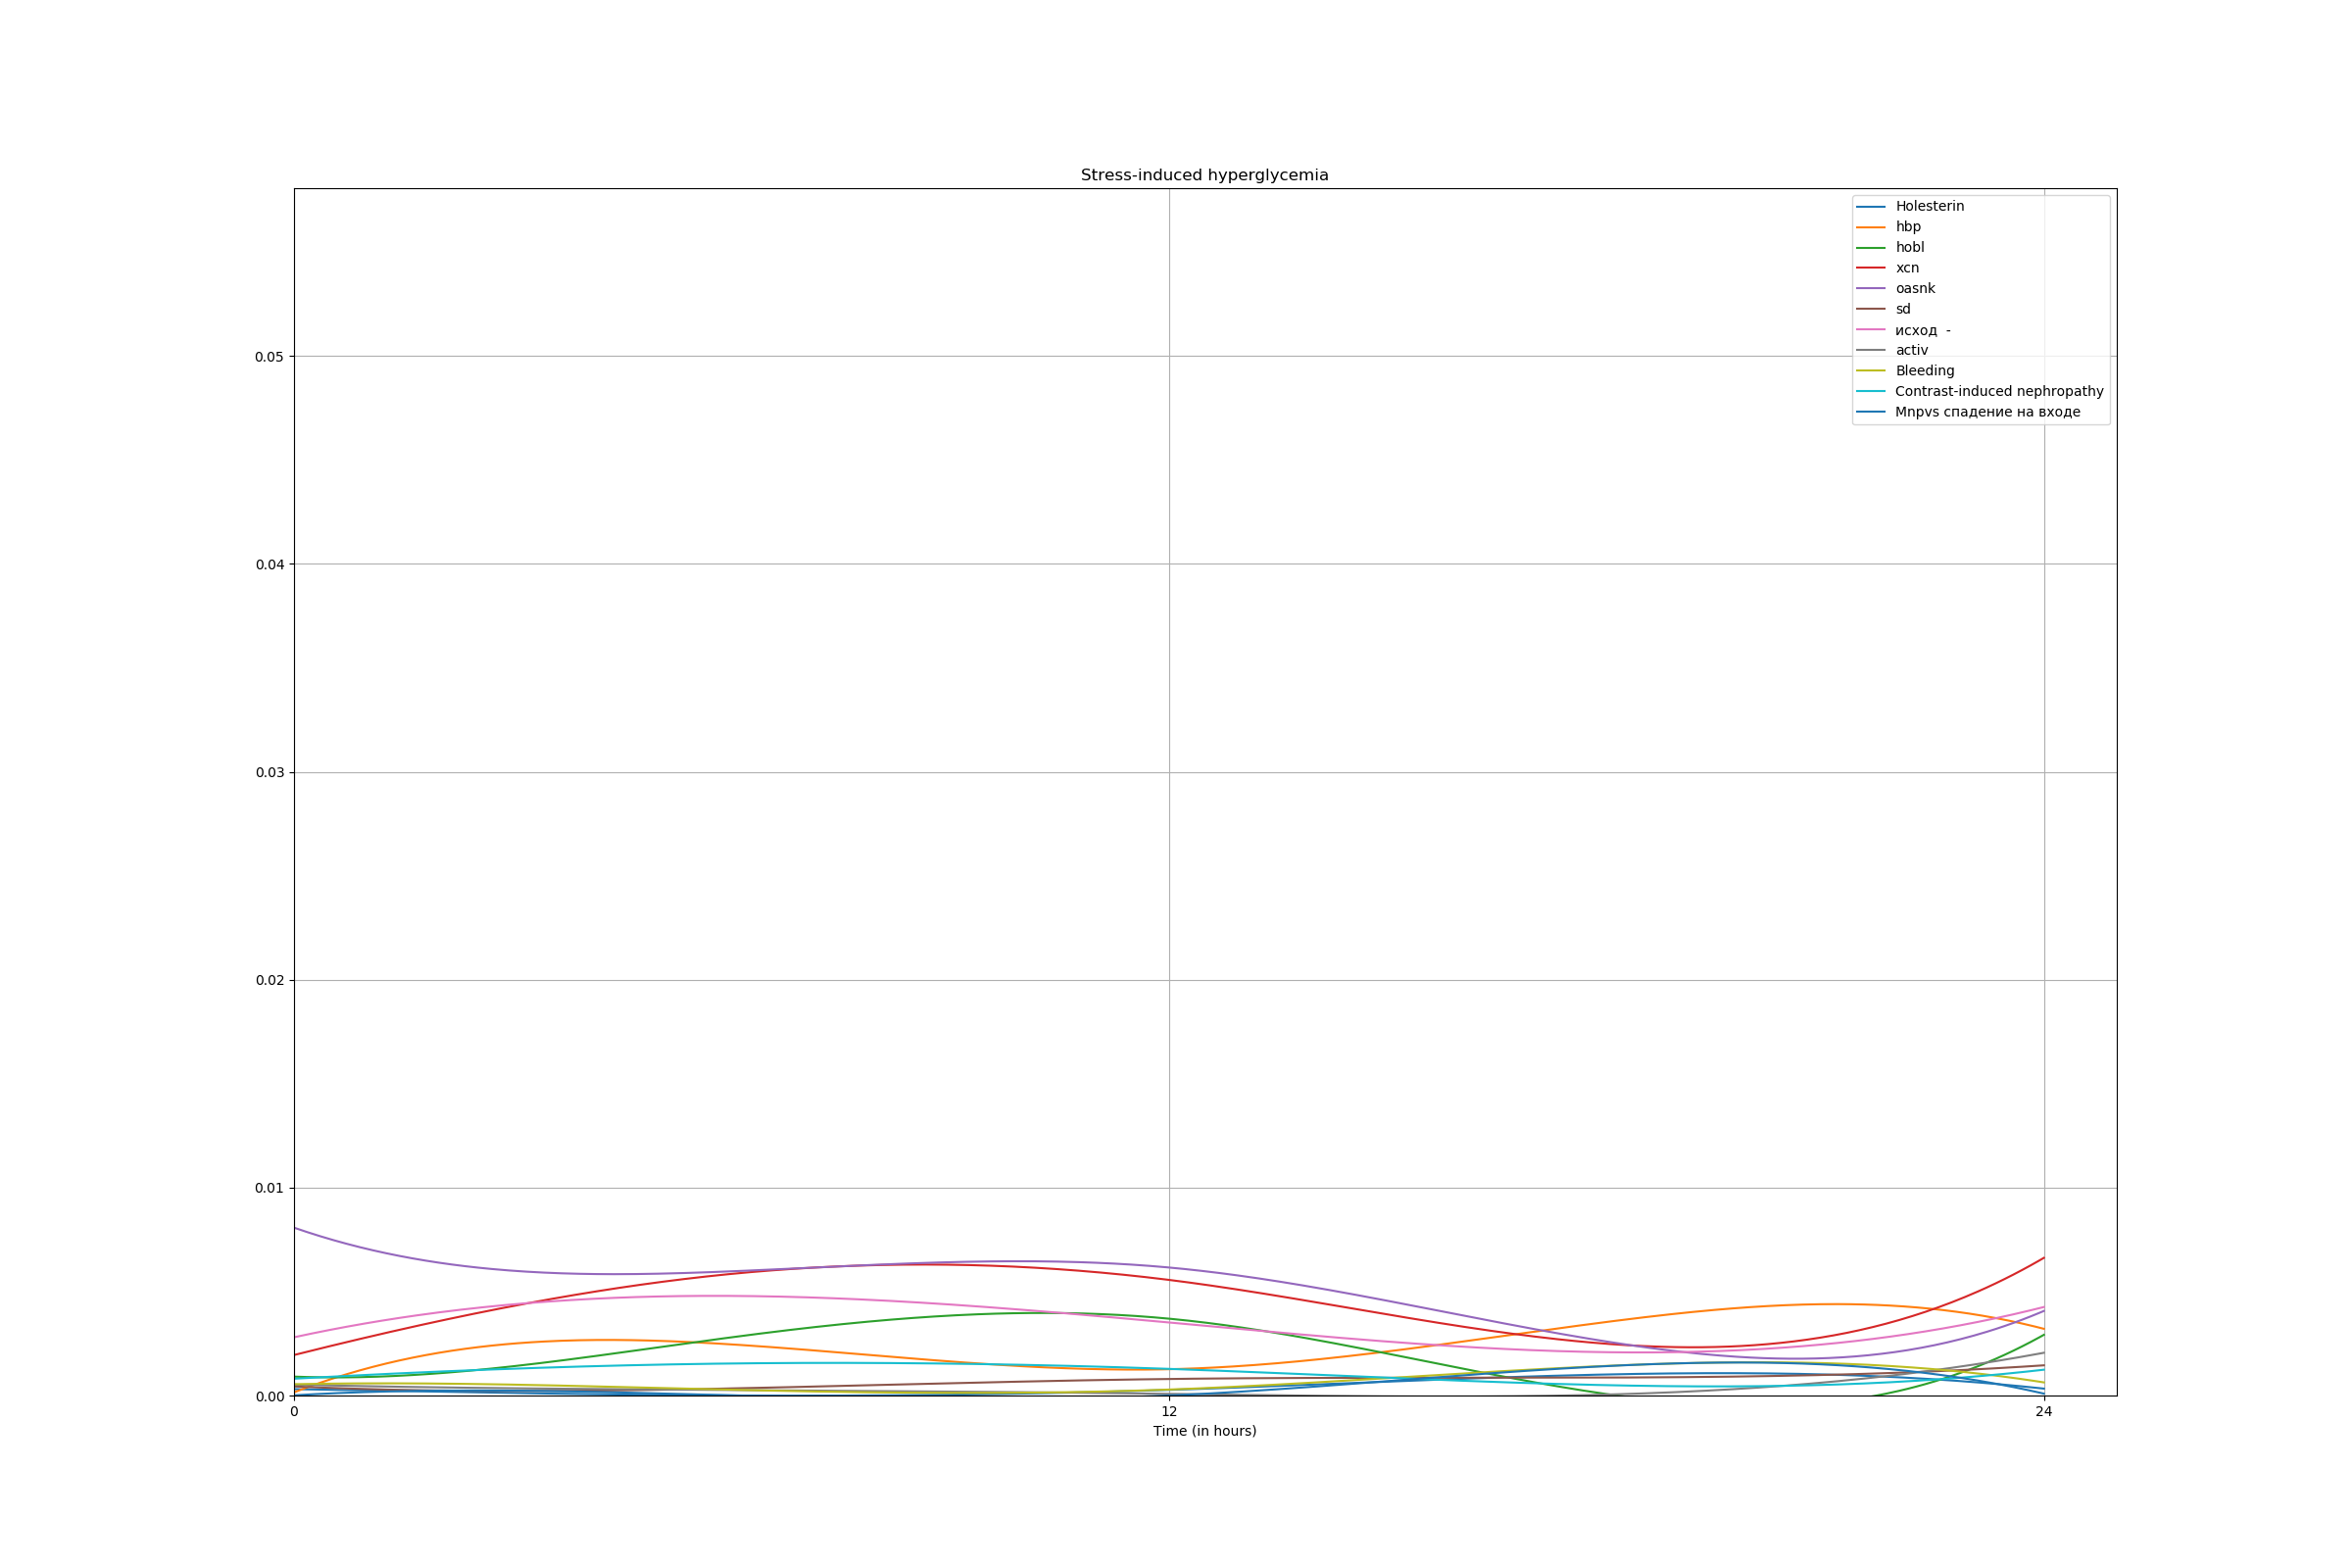 Stress-induced hyperglycemia
Holesterin
hbp
hobl
xcn
oasnk
sd
исход  -
activ
Bleeding
Contrast-induced nephropathy
Mnpvs спадение на входе
0.05
0.04
0.03
0.02
0.01
0.00
0
12
24
Time (in hours)